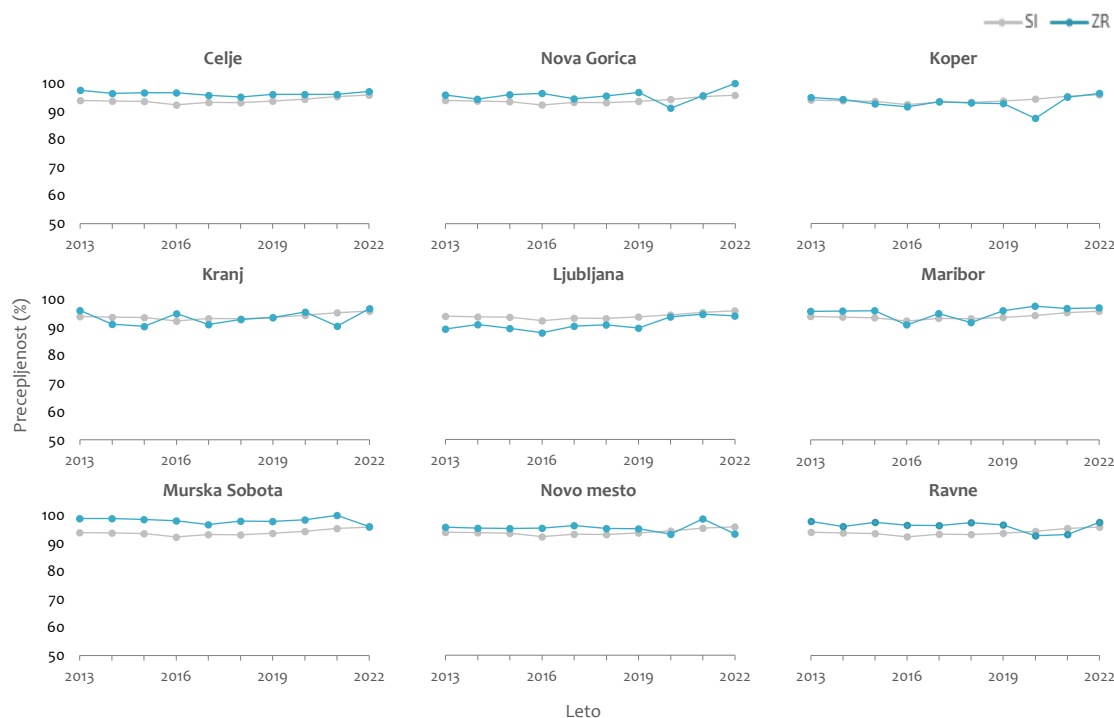 SI ZR
Celje Nova Gorica Koper
100
90
80
70
60
50
2013 2016 2019 2022 2013 2016 2019 2022 2013 2016 2019 2022
Kranj Ljubljana Maribor
Precepljenost (%)
100
90
80
70
60
50
2013 2016 2019 2022 2013 2016 2019 2022 2013 2016 2019 2022
Murska Sobota Novo mesto Ravne
100
90
80
70
60
50
2013 2016 2019 2022 2013 2016 2019 2022 2013 2016 2019 2022
Leto